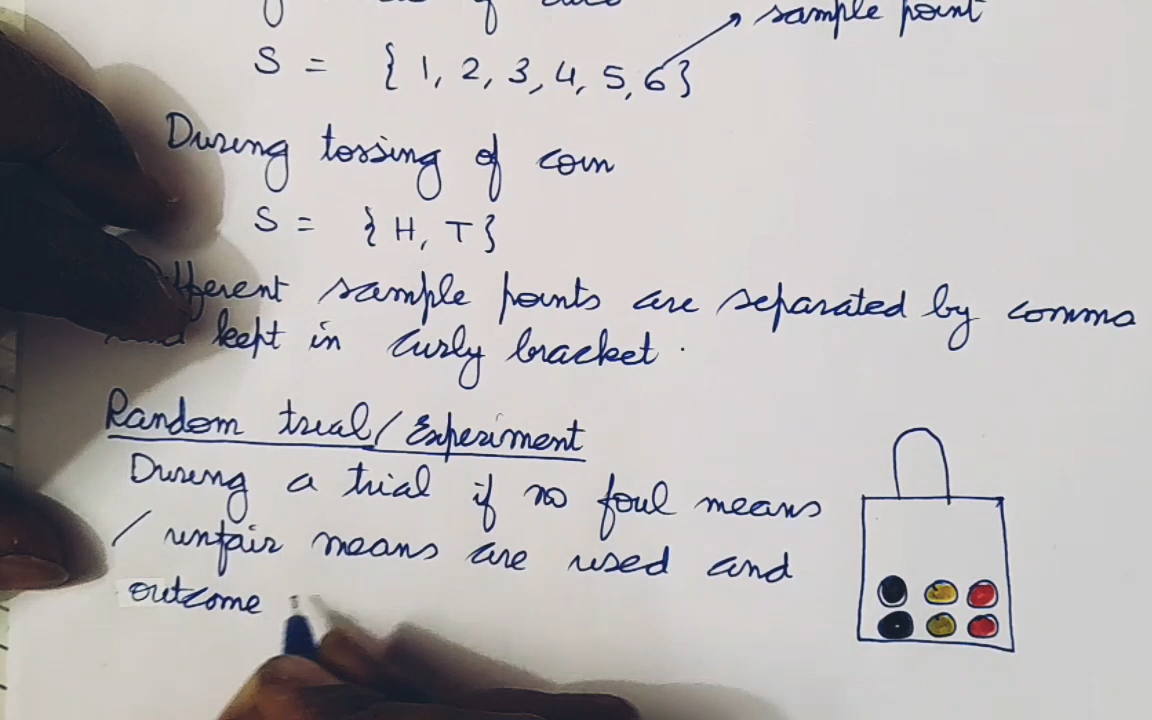 of
sample point
S = { 1, 2, 3, 4, 5, 6}
During tossing of coin
S = { H, T}
sample points are separated by comma
kept in curly bracket.
Random trial / Experiment
During a trial if no foul means
/ unfair means are used and
outcome